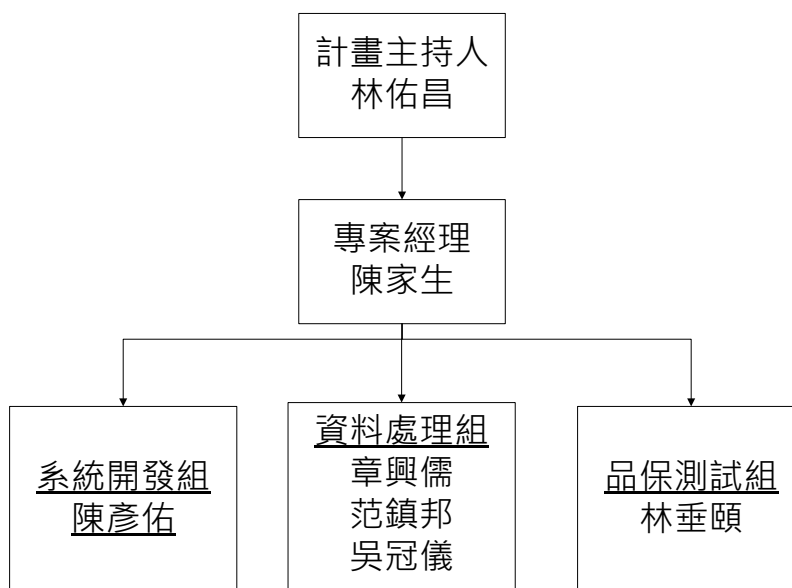 計畫主持人
林佑昌
專案經理
陳家生
系統開發組
陳彥佑
資料處理組
章興儒
范鎮邦
吳冠儀
品保測試組
林垂頤